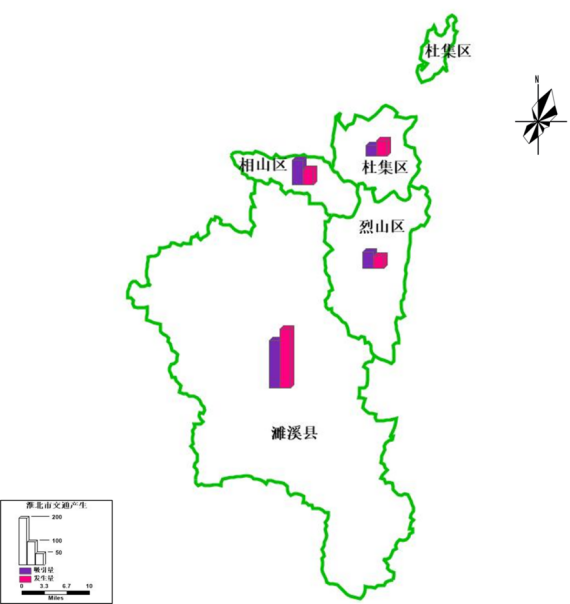 杜集区
N
相山区
杜集区
烈山区
濉溪县
淮北市交通产生
200
100
50
吸引量
发生量
0 3.3 6.7 10
Miles